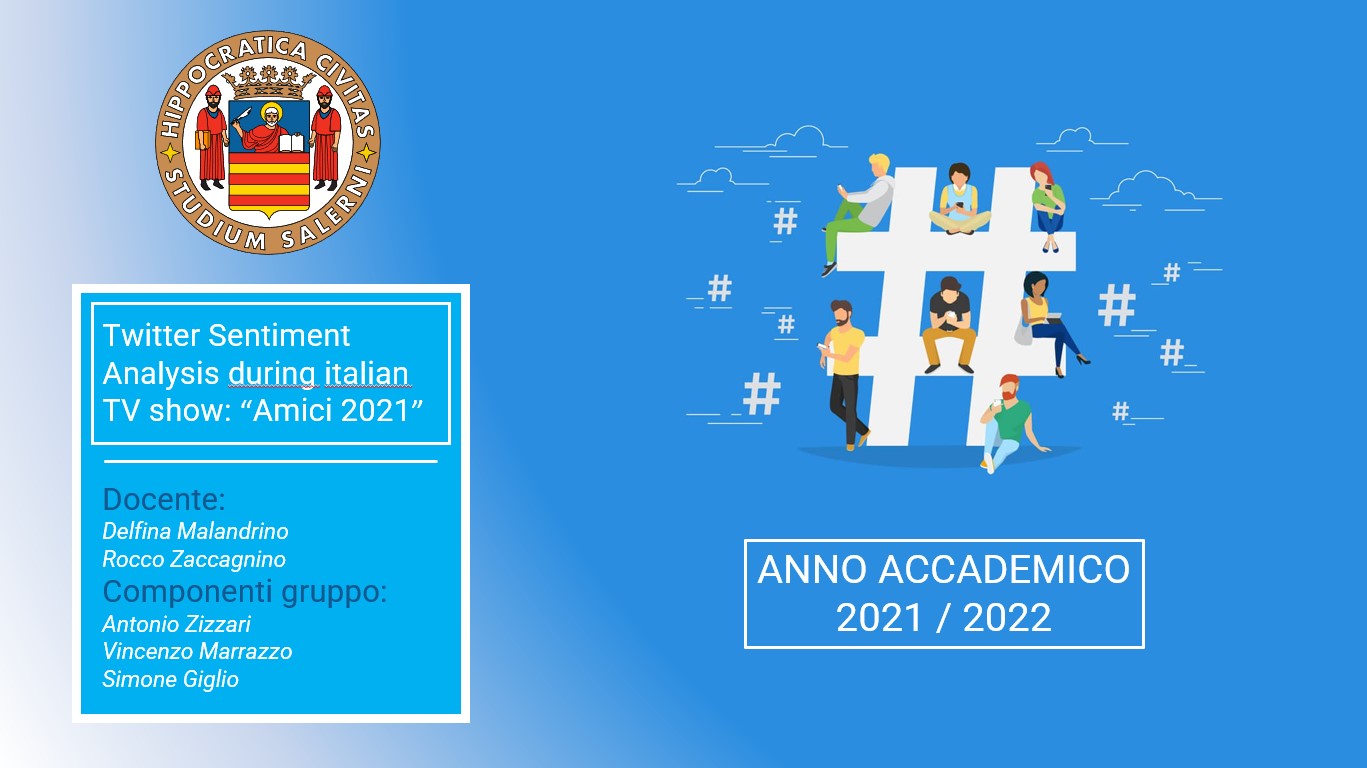 HIPPOCRATICA CIVITAS
STUDIUM SALERNI
Twitter Sentiment
Analysis during italian
TV show: “Amici 2021”
Docente:
Delfina Malandrino
Rocco Zaccagnino
Componenti gruppo:
Antonio Zizzari
Vincenzo Marrazzo
Simone Giglio
#
#
#
#
#
#
#
#
#
ANNO ACCADEMICO
2021 / 2022